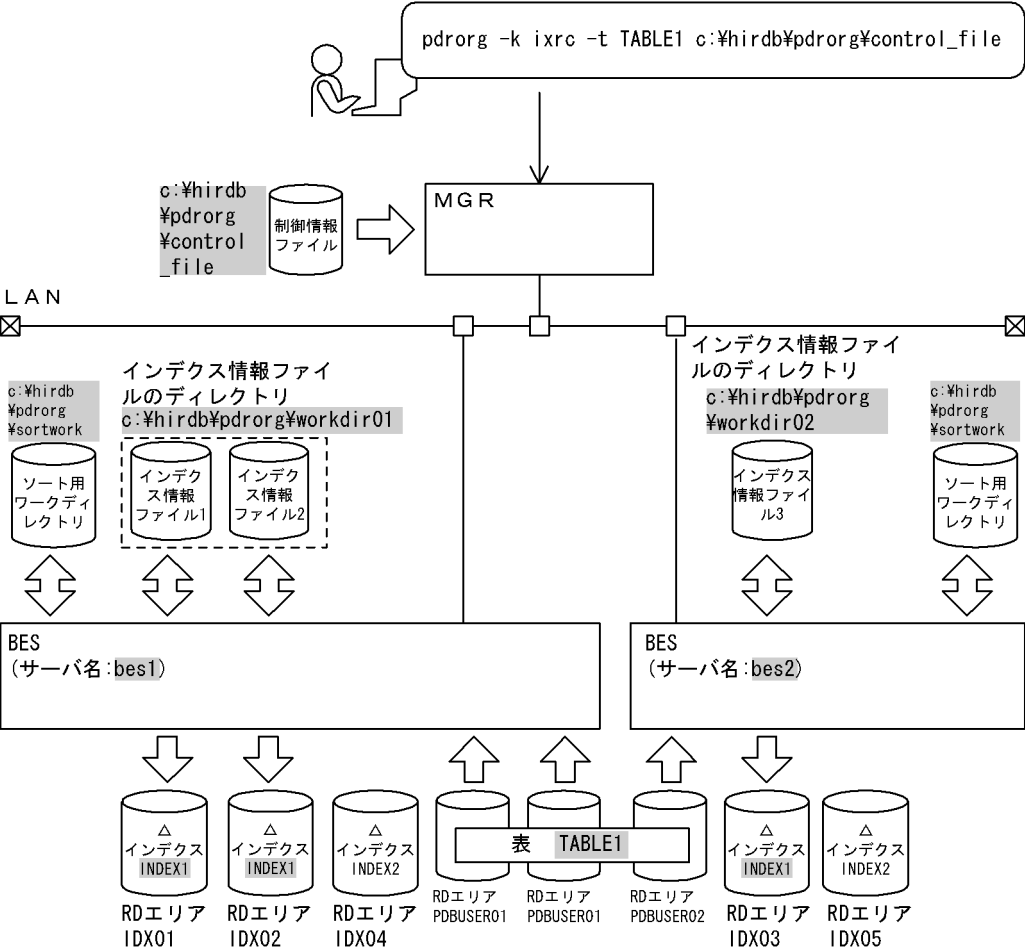 pdrorg -k ixrc -t TABLE1 c:¥hirdb¥pdrorg¥control_file
c:¥hirdb
¥pdrorg
¥control
_file
制御情報
ファイル
ＭＧＲ
ＬＡＮ
インデクス情報ファイ
ルのディレクトリ
c:¥hirdb¥pdrorg¥workdir01
インデクス情報ファイ
ルのディレクトリ
c:¥hirdb¥pdrorg
¥workdir02
c:¥hirdb
¥pdrorg
¥sortwork
c:¥hirdb
¥pdrorg
¥sortwork
ソート用
ワークディ
レクトリ
インデク
ス情報
ファイル1
インデク
ス情報
ファイル2
インデクス
情報ファイ
ル3
ソート用
ワークディ
レクトリ
BES
(サーバ名:bes1)
BES
(サーバ名:bes2)
△
インデクス
INDEX1
△
インデクス
INDEX1
△
インデクス
INDEX2
表 TABLE1
△
インデクス
INDEX1
△
インデクス
INDEX2
RDエリア
IDX01
RDエリア
IDX02
RDエリア
IDX04
RDエリア
PDBUSER01
RDエリア
PDBUSER01
RDエリア
PDBUSER02
RDエリア
IDX03
RDエリア
IDX05